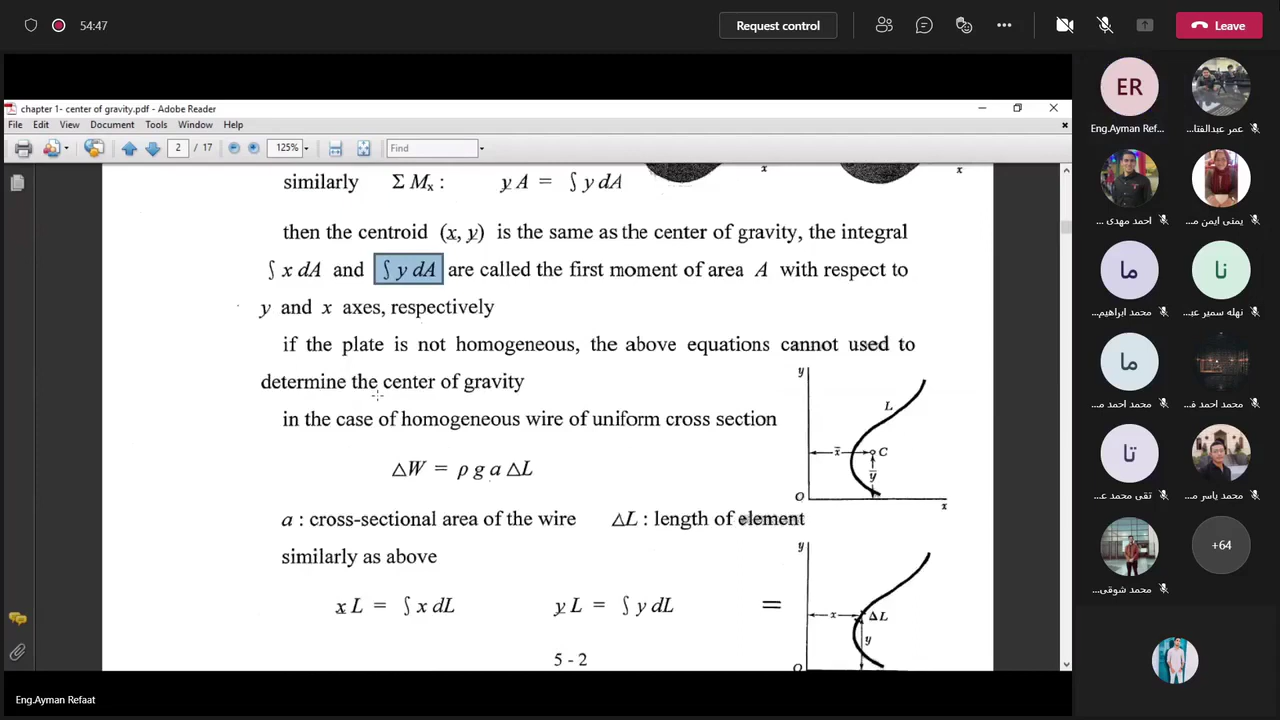 54:47
Request control
Leave
chapter 1- center of gravity.pdf - Adobe Reader
File Edit View Document Tools Window Help
2 / 17 125% Find
similarly Σ Mx : y A = ∫ y dA
x x
then the centroid (x, y) is the same as the center of gravity, the integral
∫ x dA and ∫ y dA are called the first moment of area A with respect to
y and x axes, respectively
if the plate is not homogeneous, the above equations cannot used to
determine the center of gravity
in the case of homogeneous wire of uniform cross section
△W = ρ g a △L
a : cross-sectional area of the wire △L : length of element
similarly as above
x L = ∫ x dL y L = ∫ y dL =
5 - 2
y
L
x̄ C
ȳ
O
x
y
x ΔL
y
O
ER
Eng.Ayman Refa...
عمر عبدالفتا...
احمد مهدى ...
يمنى ايمن م...
ما
محمد ابراهيم...
نا
نهله سمير عب...
ما
محمد احمد م...
محمد احمد ف...
تا
تقى محمد ع...
محمد ياسر م...
محمد شوقي...
+64
Eng.Ayman Refaat